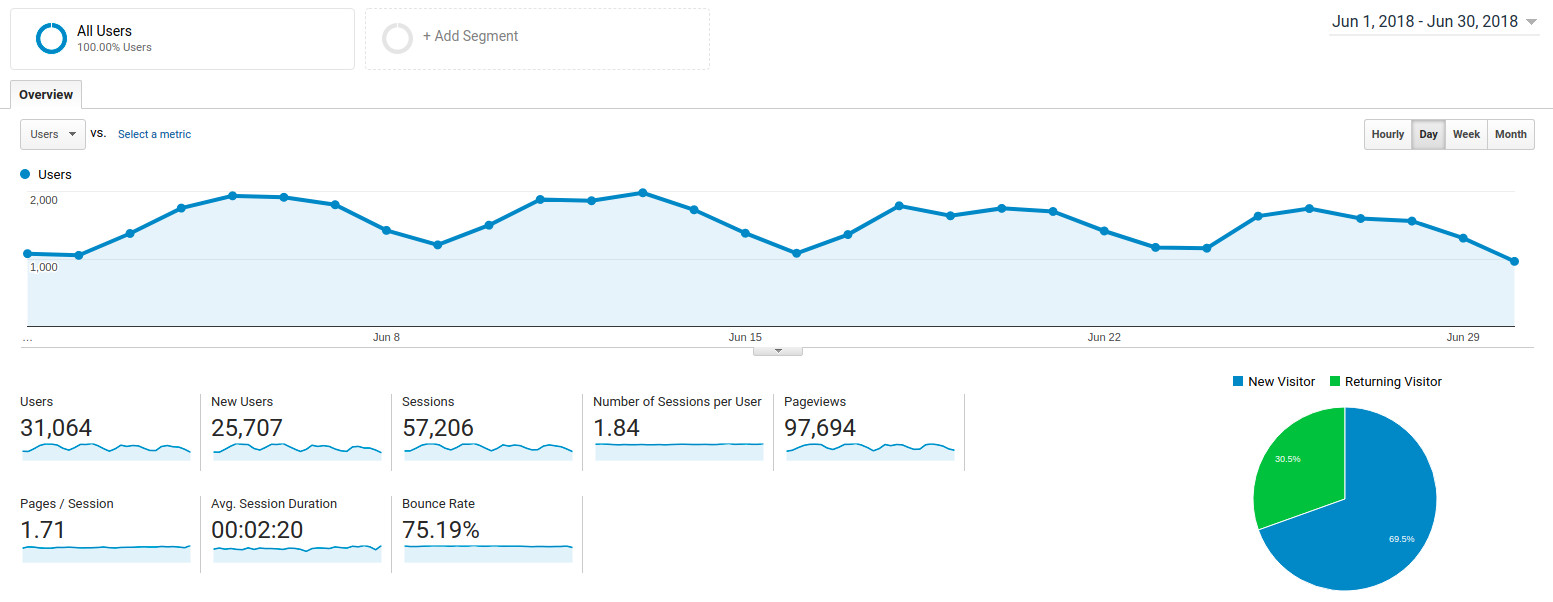 All Users
100.00% Users
+ Add Segment
Jun 1, 2018 - Jun 30, 2018
Overview
Users
vs.
Select a metric
Hourly
Day
Week
Month
Users
2,000
1,000
...
Jun 8
Jun 15
Jun 22
Jun 29
New Visitor
Returning Visitor
Users
31,064
New Users
25,707
Sessions
57,206
Number of Sessions per User
1.84
Pageviews
97,694
Pages / Session
1.71
Avg. Session Duration
00:02:20
Bounce Rate
75.19%
30.5%
69.5%